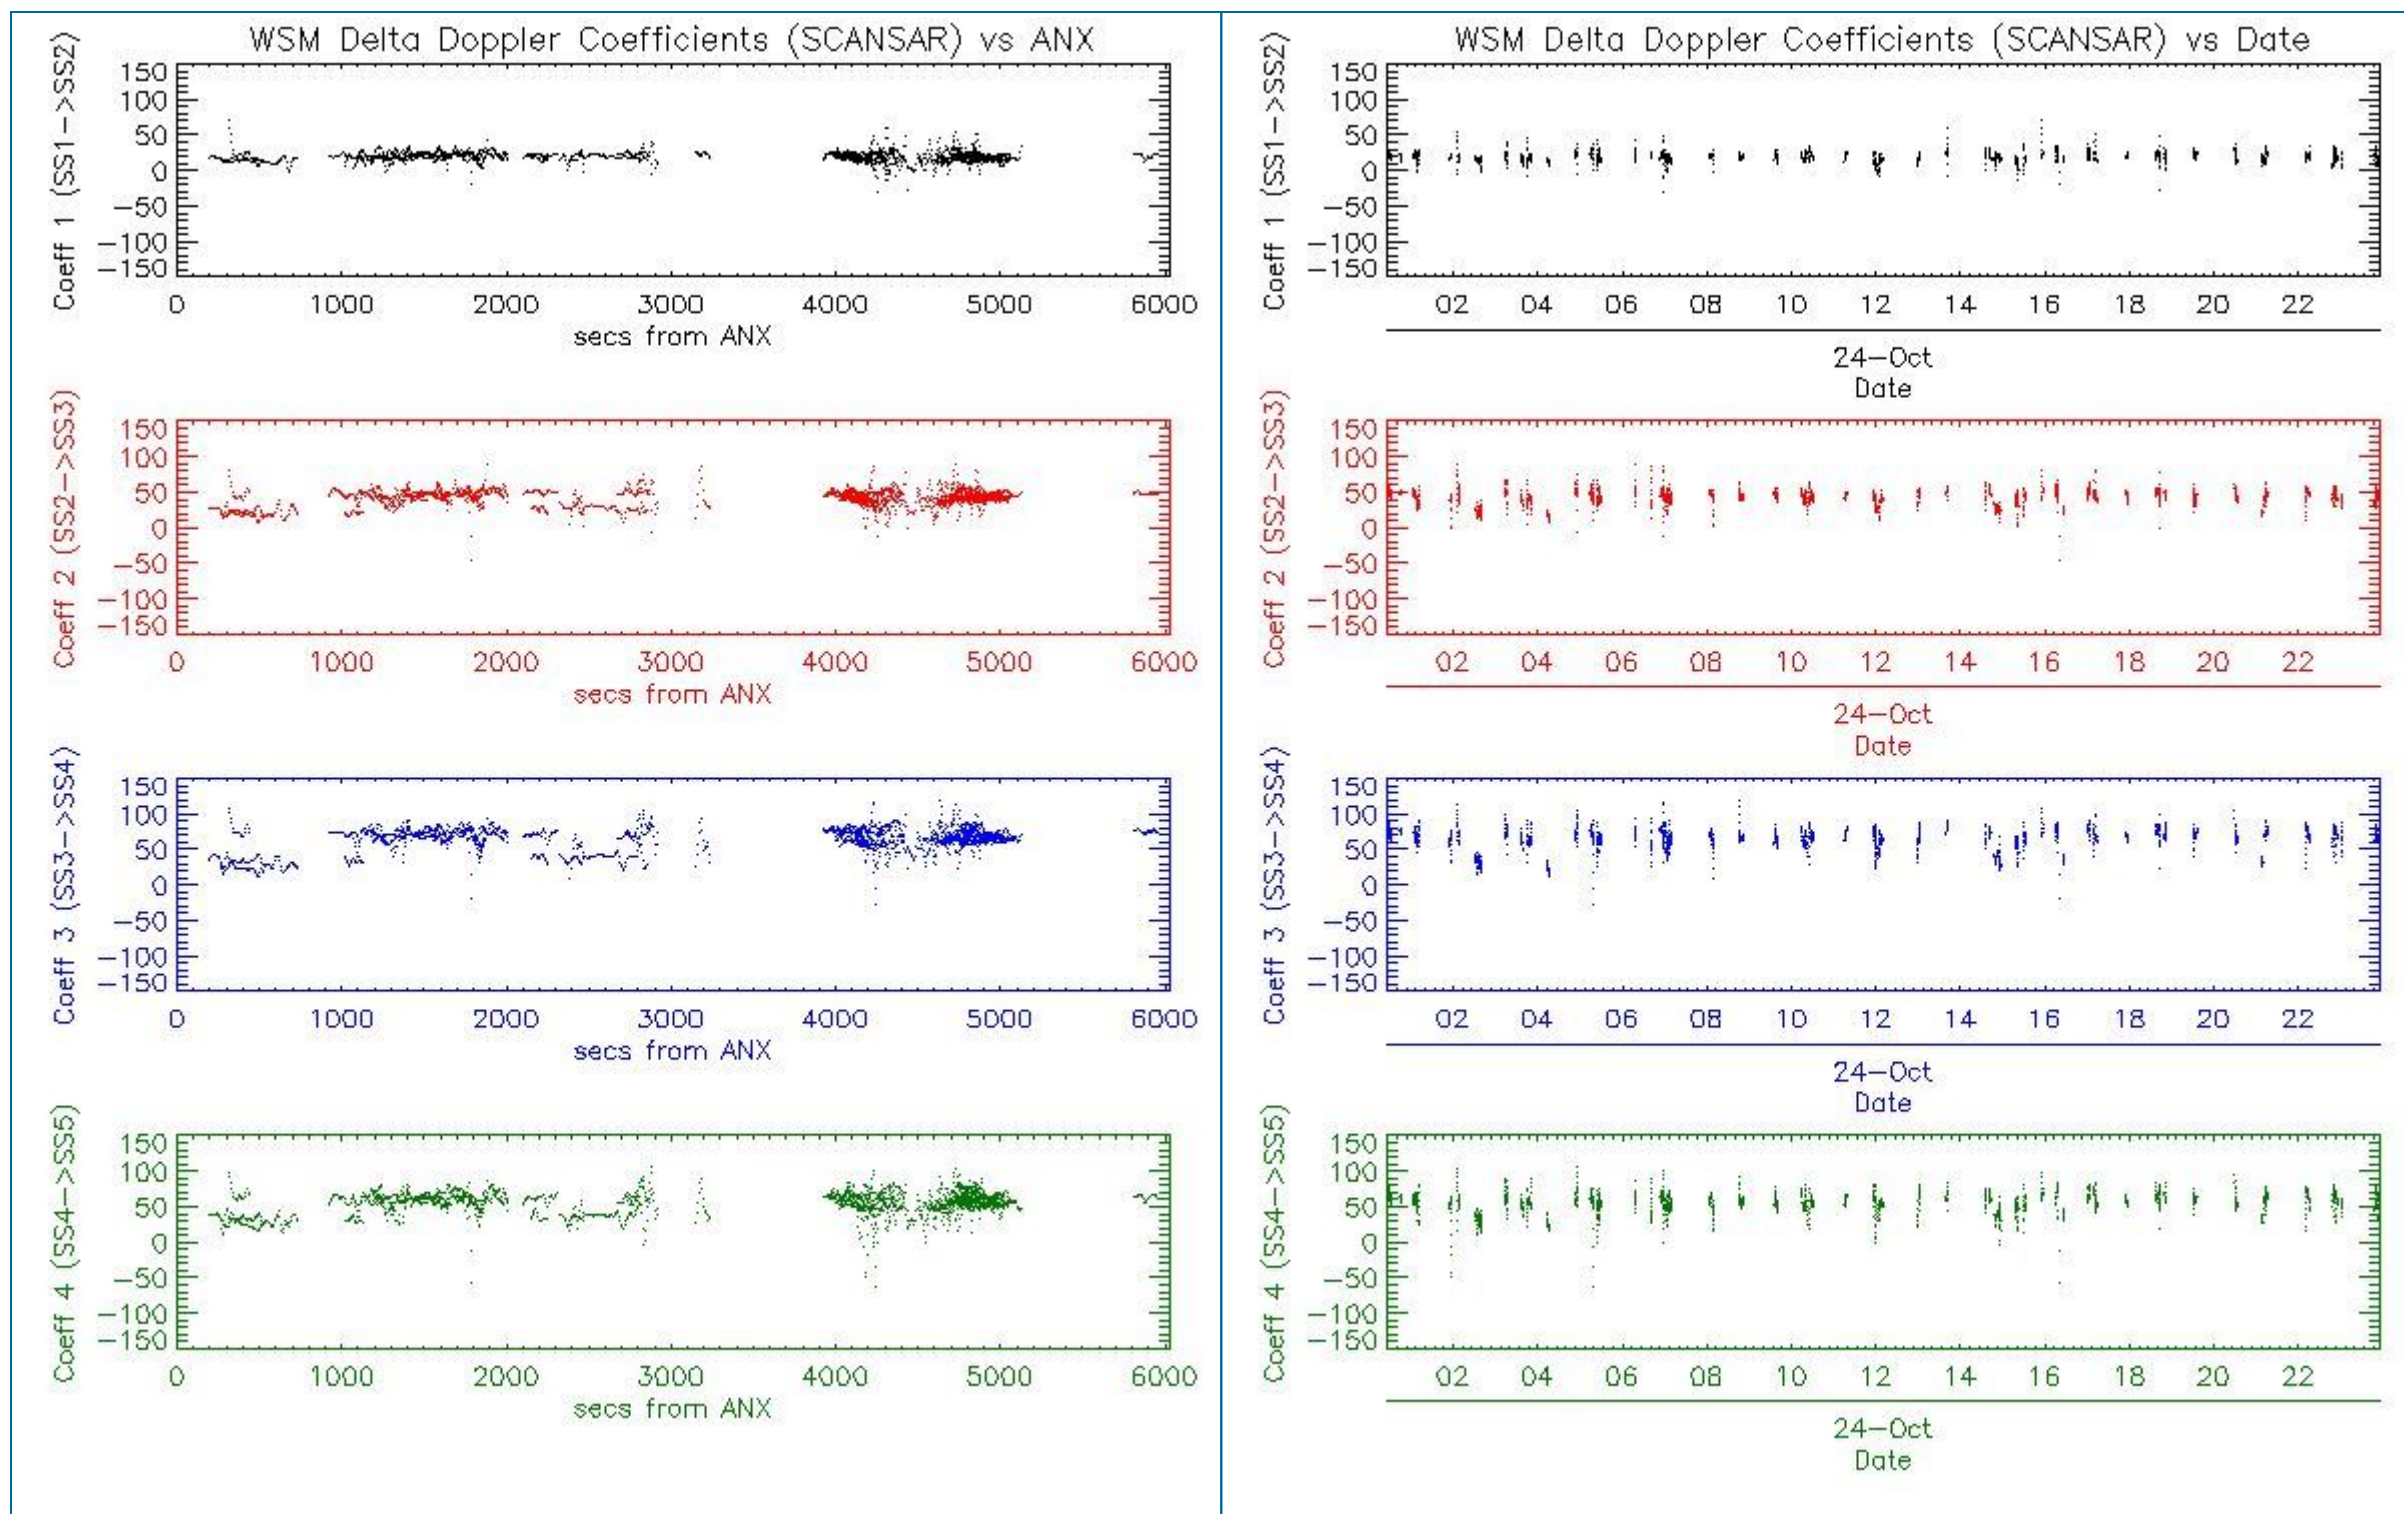 WSM Delta Doppler Coefficients (SCANSAR) vs ANX
Coeff 1 (SS1->SS2)
150
100
50
0
-50
-100
-150
0 1000 2000 3000 4000 5000 6000
secs from ANX
Coeff 2 (SS2->SS3)
150
100
50
0
-50
-100
-150
0 1000 2000 3000 4000 5000 6000
secs from ANX
Coeff 3 (SS3->SS4)
150
100
50
0
-50
-100
-150
0 1000 2000 3000 4000 5000 6000
secs from ANX
Coeff 4 (SS4->SS5)
150
100
50
0
-50
-100
-150
0 1000 2000 3000 4000 5000 6000
secs from ANX
WSM Delta Doppler Coefficients (SCANSAR) vs Date
Coeff 1 (SS1->SS2)
150
100
50
0
-50
-100
-150
02 04 06 08 10 12 14 16 18 20 22
24-Oct
Date
Coeff 2 (SS2->SS3)
150
100
50
0
-50
-100
-150
02 04 06 08 10 12 14 16 18 20 22
24-Oct
Date
Coeff 3 (SS3->SS4)
150
100
50
0
-50
-100
-150
02 04 06 08 10 12 14 16 18 20 22
24-Oct
Date
Coeff 4 (SS4->SS5)
150
100
50
0
-50
-100
-150
02 04 06 08 10 12 14 16 18 20 22
24-Oct
Date